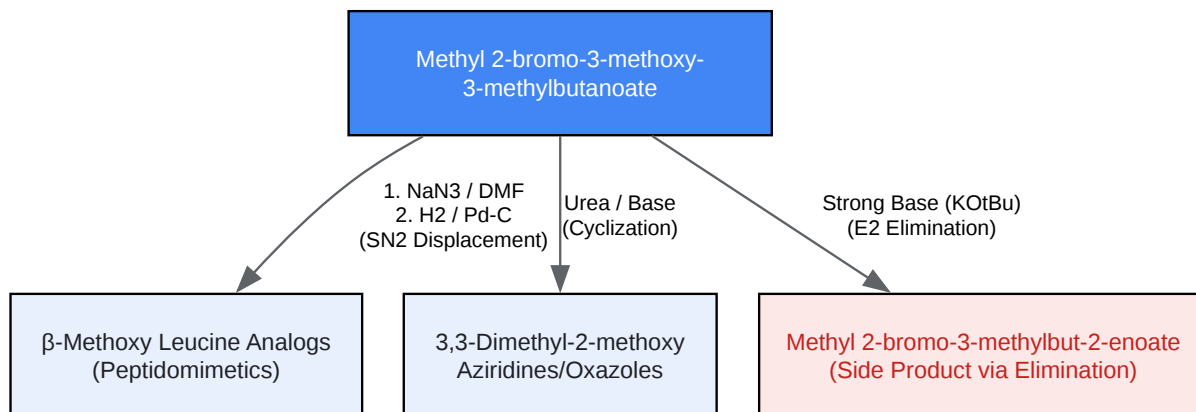 Methyl 2-bromo-3-methoxy-
3-methylbutanoate
1. NaN3 / DMF
2. H2 / Pd-C
(SN2 Displacement)
Urea / Base
(Cyclization)
Strong Base (KOtBu)
(E2 Elimination)
β-Methoxy Leucine Analogs
(Peptidomimetics)
3,3-Dimethyl-2-methoxy
Aziridines/Oxazoles
Methyl 2-bromo-3-methylbut-2-enoate
(Side Product via Elimination)